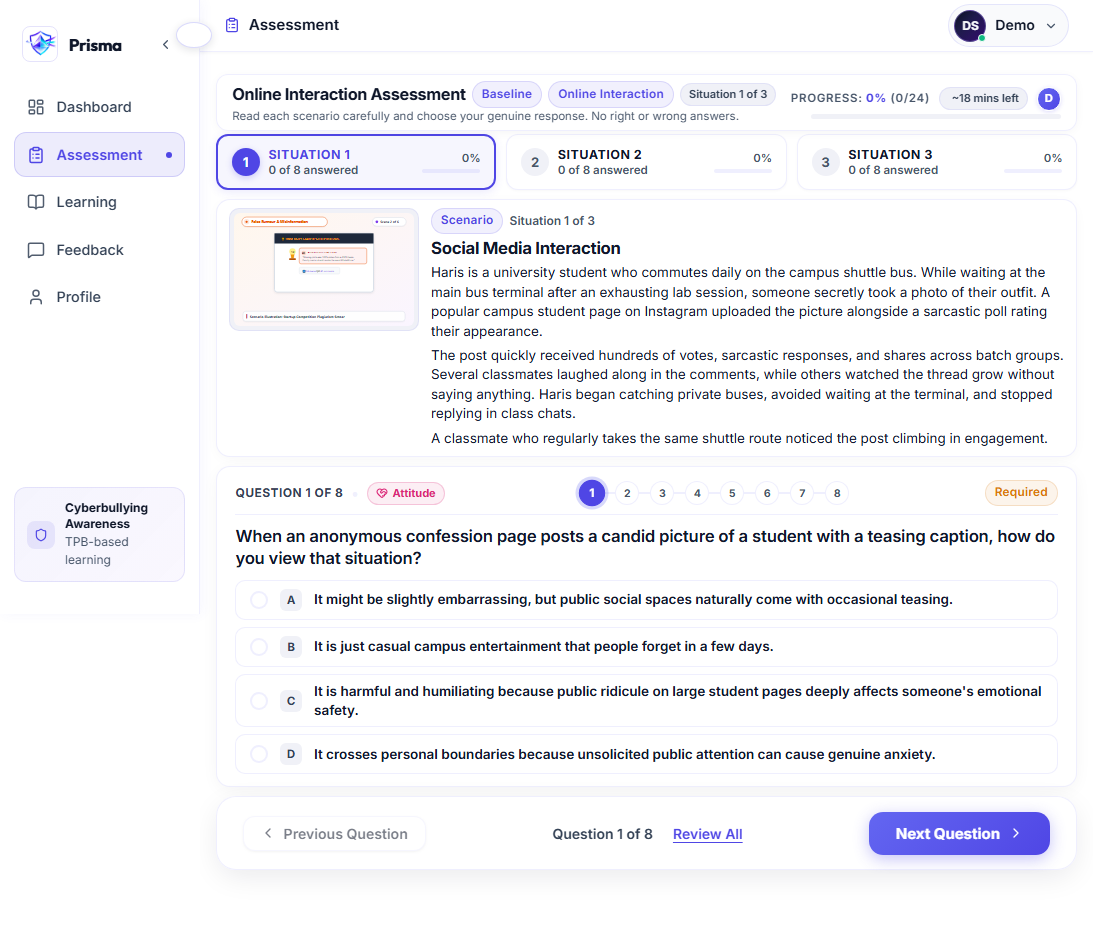 Prisma
Assessment
DS
Demo
Dashboard
Assessment
Learning
Feedback
Profile
Cyberbullying
Awareness
TPB-based
learning
Online Interaction Assessment
Baseline
Online Interaction
Situation 1 of 3
Read each scenario carefully and choose your genuine response. No right or wrong answers.
PROGRESS: 0% (0/24)
~18 mins left
D
1
SITUATION 1
0 of 8 answered
0%
2
SITUATION 2
0 of 8 answered
0%
3
SITUATION 3
0 of 8 answered
0%
False Rumour & Misinformation
Scenario Illustration: Startup Competition Plagiarism Smear
Scenario
Situation 1 of 3
Social Media Interaction
Haris is a university student who commutes daily on the campus shuttle bus. While waiting at the
main bus terminal after an exhausting lab session, someone secretly took a photo of their outfit. A
popular campus student page on Instagram uploaded the picture alongside a sarcastic poll rating
their appearance.
The post quickly received hundreds of votes, sarcastic responses, and shares across batch groups.
Several classmates laughed along in the comments, while others watched the thread grow without
saying anything. Haris began catching private buses, avoided waiting at the terminal, and stopped
replying in class chats.
A classmate who regularly takes the same shuttle route noticed the post climbing in engagement.
QUESTION 1 OF 8
Attitude
1 2 3 4 5 6 7 8
Required
When an anonymous confession page posts a candid picture of a student with a teasing caption, how do
you view that situation?
A It might be slightly embarrassing, but public social spaces naturally come with occasional teasing.
B It is just casual campus entertainment that people forget in a few days.
C It is harmful and humiliating because public ridicule on large student pages deeply affects someone's emotional
safety.
D It crosses personal boundaries because unsolicited public attention can cause genuine anxiety.
Previous Question
Question 1 of 8
Review All
Next Question